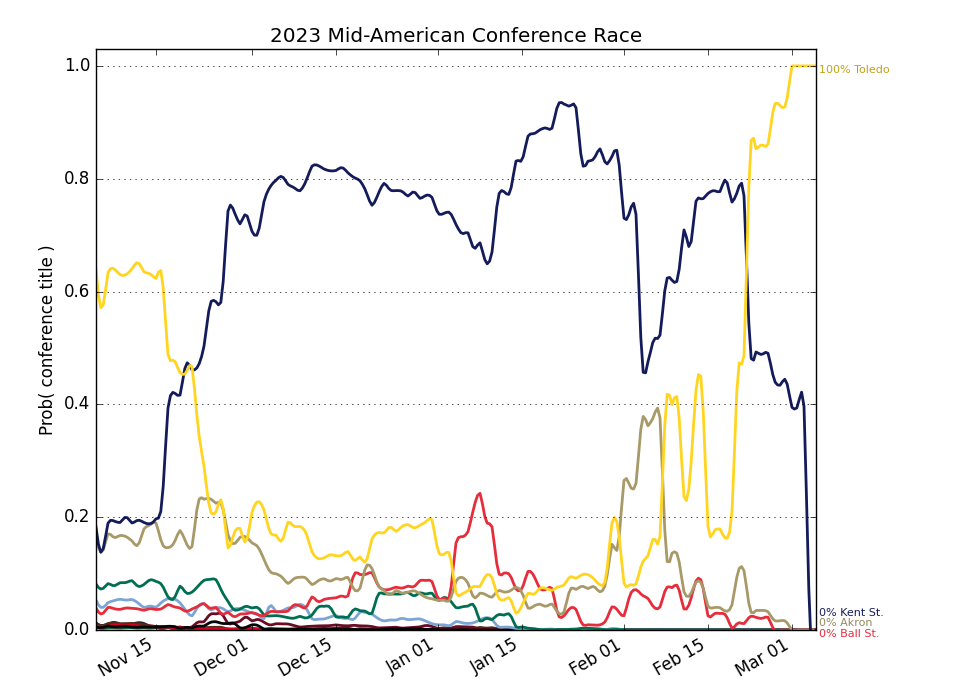 2023 Mid-American Conference Race
Prob( conference title )
1.0
0.8
0.6
0.4
0.2
0.0
Nov 15
Dec 01
Dec 15
Jan 01
Jan 15
Feb 01
Feb 15
Mar 01
100% Toledo
0% Kent St.
0% Akron
0% Ball St.